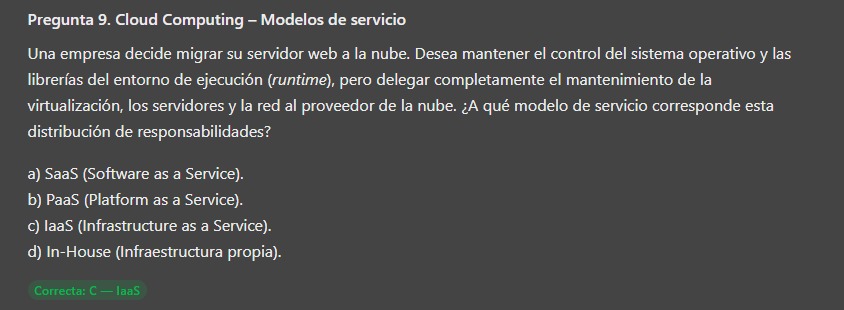 Pregunta 9. Cloud Computing – Modelos de servicio
Una empresa decide migrar su servidor web a la nube. Desea mantener el control del sistema operativo y las
librerías del entorno de ejecución (runtime), pero delegar completamente el mantenimiento de la
virtualización, los servidores y la red al proveedor de la nube. ¿A qué modelo de servicio corresponde esta
distribución de responsabilidades?
a) SaaS (Software as a Service).
b) PaaS (Platform as a Service).
c) IaaS (Infrastructure as a Service).
d) In-House (Infraestructura propia).
Correcta: C — IaaS